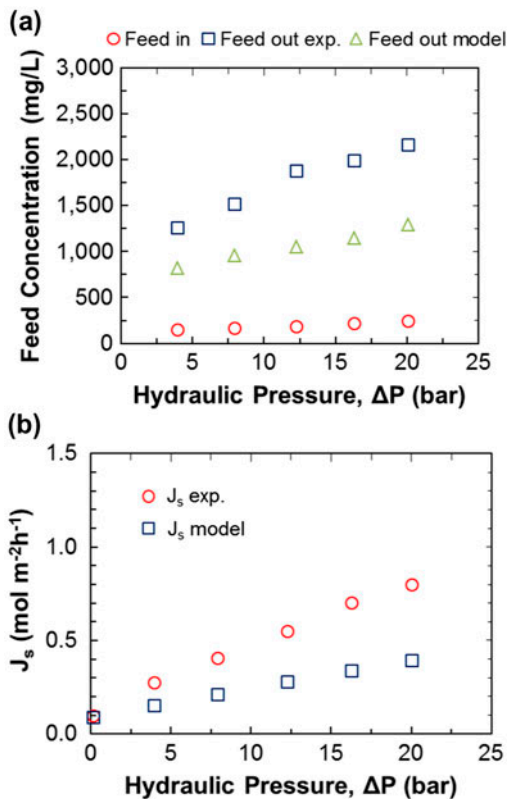 (a)
Feed in Feed out exp. Feed out model
3,000
2,500
2,000
1,500
1,000
500
0
Feed Concentration (mg/L)
0 5 10 15 20 25
Hydraulic Pressure, ΔP (bar)
(b)
1.5
1.0
0.5
0.0
Jₛ exp.
Jₛ model
Jₛ (mol m⁻²h⁻¹)
0 5 10 15 20 25
Hydraulic Pressure, ΔP (bar)